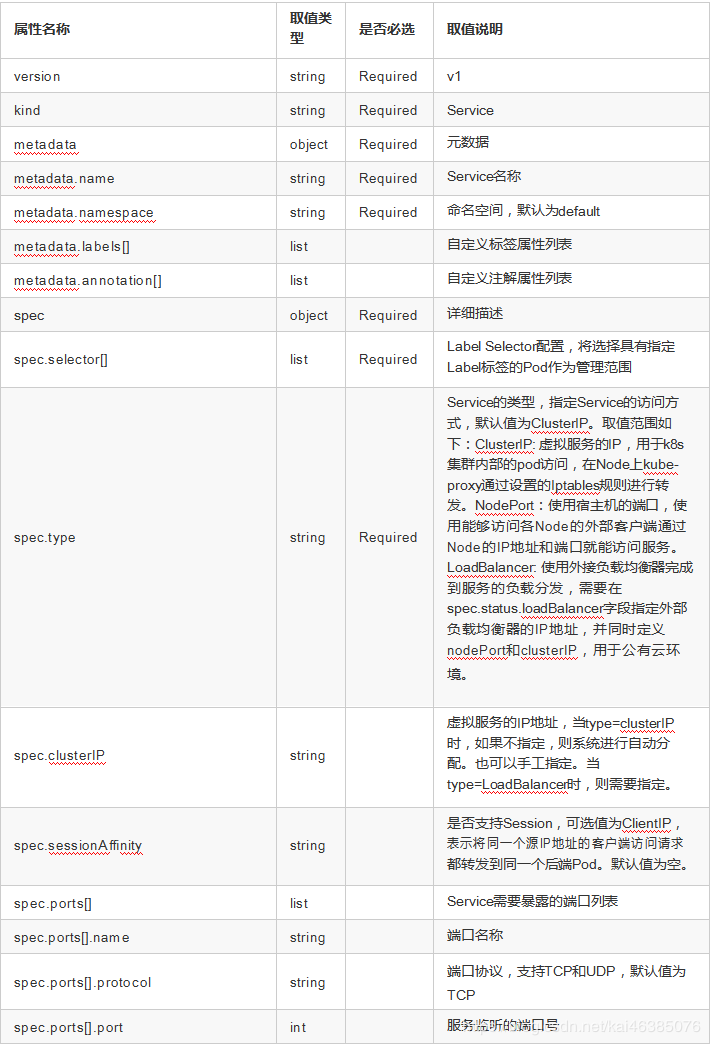 属性名称 取值类型 是否必选 取值说明
version string Required v1
kind string Required Service
metadata object Required 元数据
metadata.name string Required Service名称
metadata.namespace string Required 命名空间，默认为default
metadata.labels[] list 自定义标签属性列表
metadata.annotation[] list 自定义注解属性列表
spec object Required 详细描述
spec.selector[] list Required Label Selector配置，将选择具有指定
Label标签的Pod作为管理范围
spec.type string Required Service的类型，指定Service的访问方
式，默认值为ClusterIP。取值范围如
下：ClusterIP: 虚拟服务的IP，用于k8s
集群内部的pod访问，在Node上kube-
proxy通过设置的Iptables规则进行转
发。NodePort：使用宿主机的端口，使
用能够访问各Node的外部客户端通过
Node的IP地址和端口就能访问服务。
LoadBalancer: 使用外接负载均衡器完成
到服务的负载分发，需要在
spec.status.loadBalancer字段指定外部
负载均衡器的IP地址，并同时定义
nodePort和clusterIP，用于公有云环
境。
spec.clusterIP string 虚拟服务的IP地址，当type=clusterIP
时，如果不指定，则系统进行自动分
配。也可以手工指定。当
type=LoadBalancer时，则需要指定。
spec.sessionAffinity string 是否支持Session，可选值为ClientIP，
表示将同一个源IP地址的客户端访问请求
都转发到同一个后端Pod。默认值为空。
spec.ports[] list Service需要暴露的端口列表
spec.ports[].name string 端口名称
spec.ports[].protocol string 端口协议，支持TCP和UDP，默认值为
TCP
spec.ports[].port int 服务监听的端口号